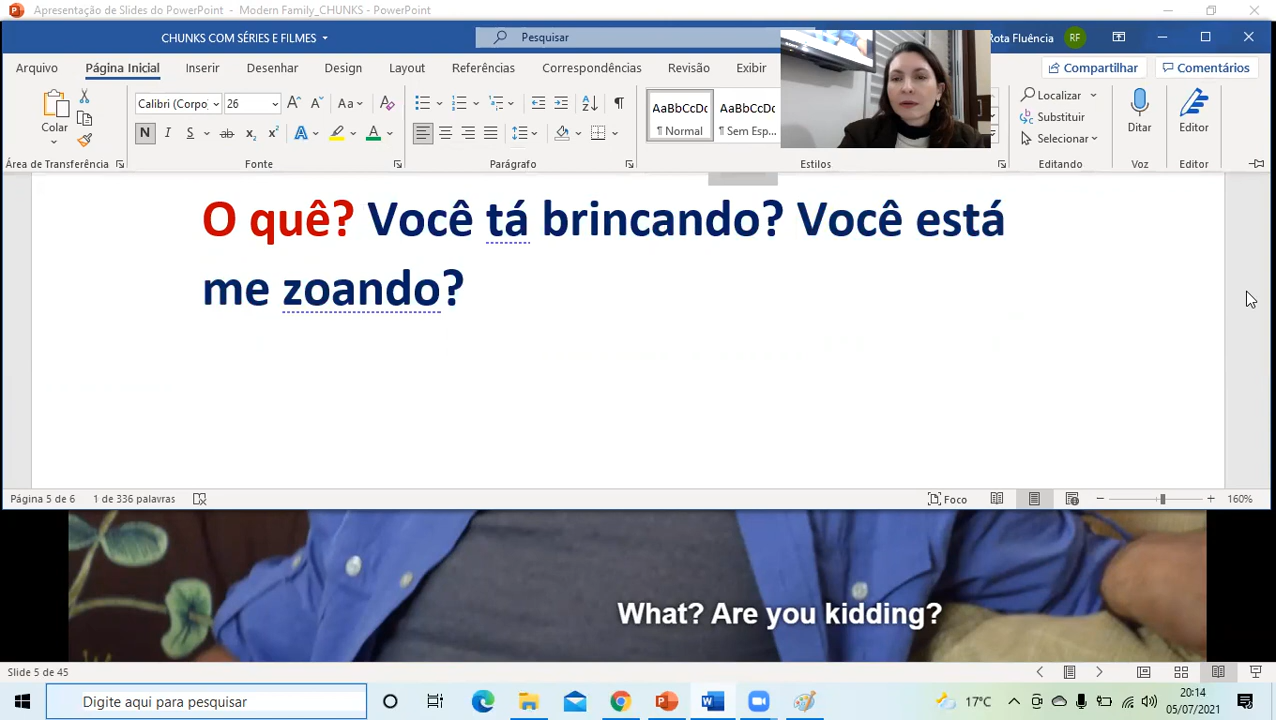 Apresentação de Slides do PowerPoint - Modern Family_CHUNKS - PowerPoint
CHUNKS COM SÉRIES E FILMES
Pesquisar
Rota Fluência
RF
Arquivo
Página Inicial
Inserir
Desenhar
Design
Layout
Referências
Correspondências
Revisão
Exibir
Compartilhar
Comentários
Colar
Calibri (Corpo
26
Aa
N
I
S
ab
x₂
x²
A
AaBbCcDc
¶ Normal
AaBbCcDc
¶ Sem Esp...
Localizar
Substituir
Selecionar
Ditar
Editor
Área de Transferência
Fonte
Parágrafo
Estilos
Editando
Voz
Editor
O quê? Você tá brincando? Você está
me zoando?
Página 5 de 6
1 de 336 palavras
Foco
160%
What? Are you kidding?
Slide 5 de 45
Digite aqui para pesquisar
17°C
20:14
05/07/2021